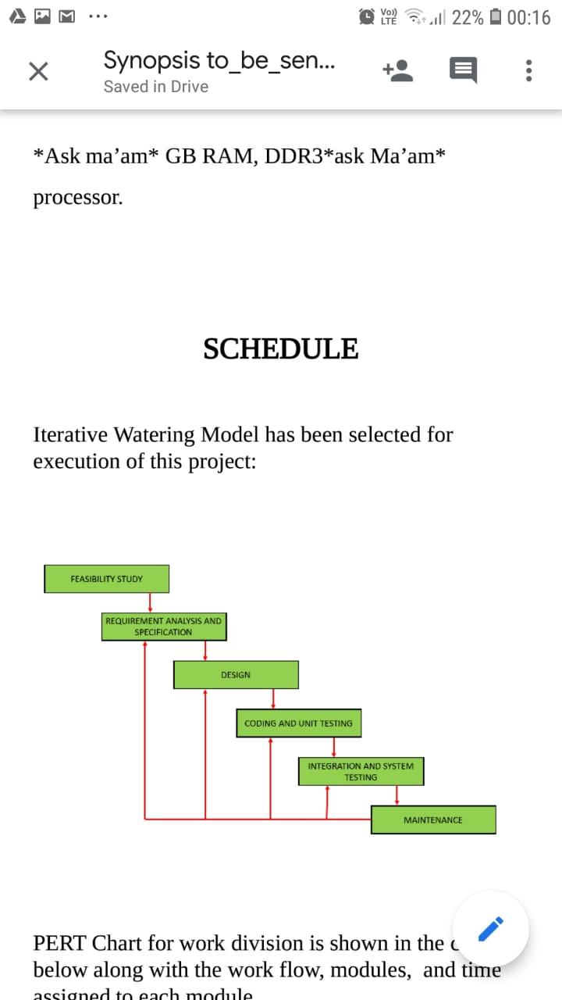 Vo)) LTE 22% 00:16
Synopsis to_be_sen...
Saved in Drive
*Ask ma’am* GB RAM, DDR3*ask Ma’am*
processor.
SCHEDULE
Iterative Watering Model has been selected for
execution of this project:
FEASIBILITY STUDY
REQUIREMENT ANALYSIS AND
SPECIFICATION
DESIGN
CODING AND UNIT TESTING
INTEGRATION AND SYSTEM
TESTING
MAINTENANCE
PERT Chart for work division is shown in the
below along with the work flow, modules, and time
assigned to each module